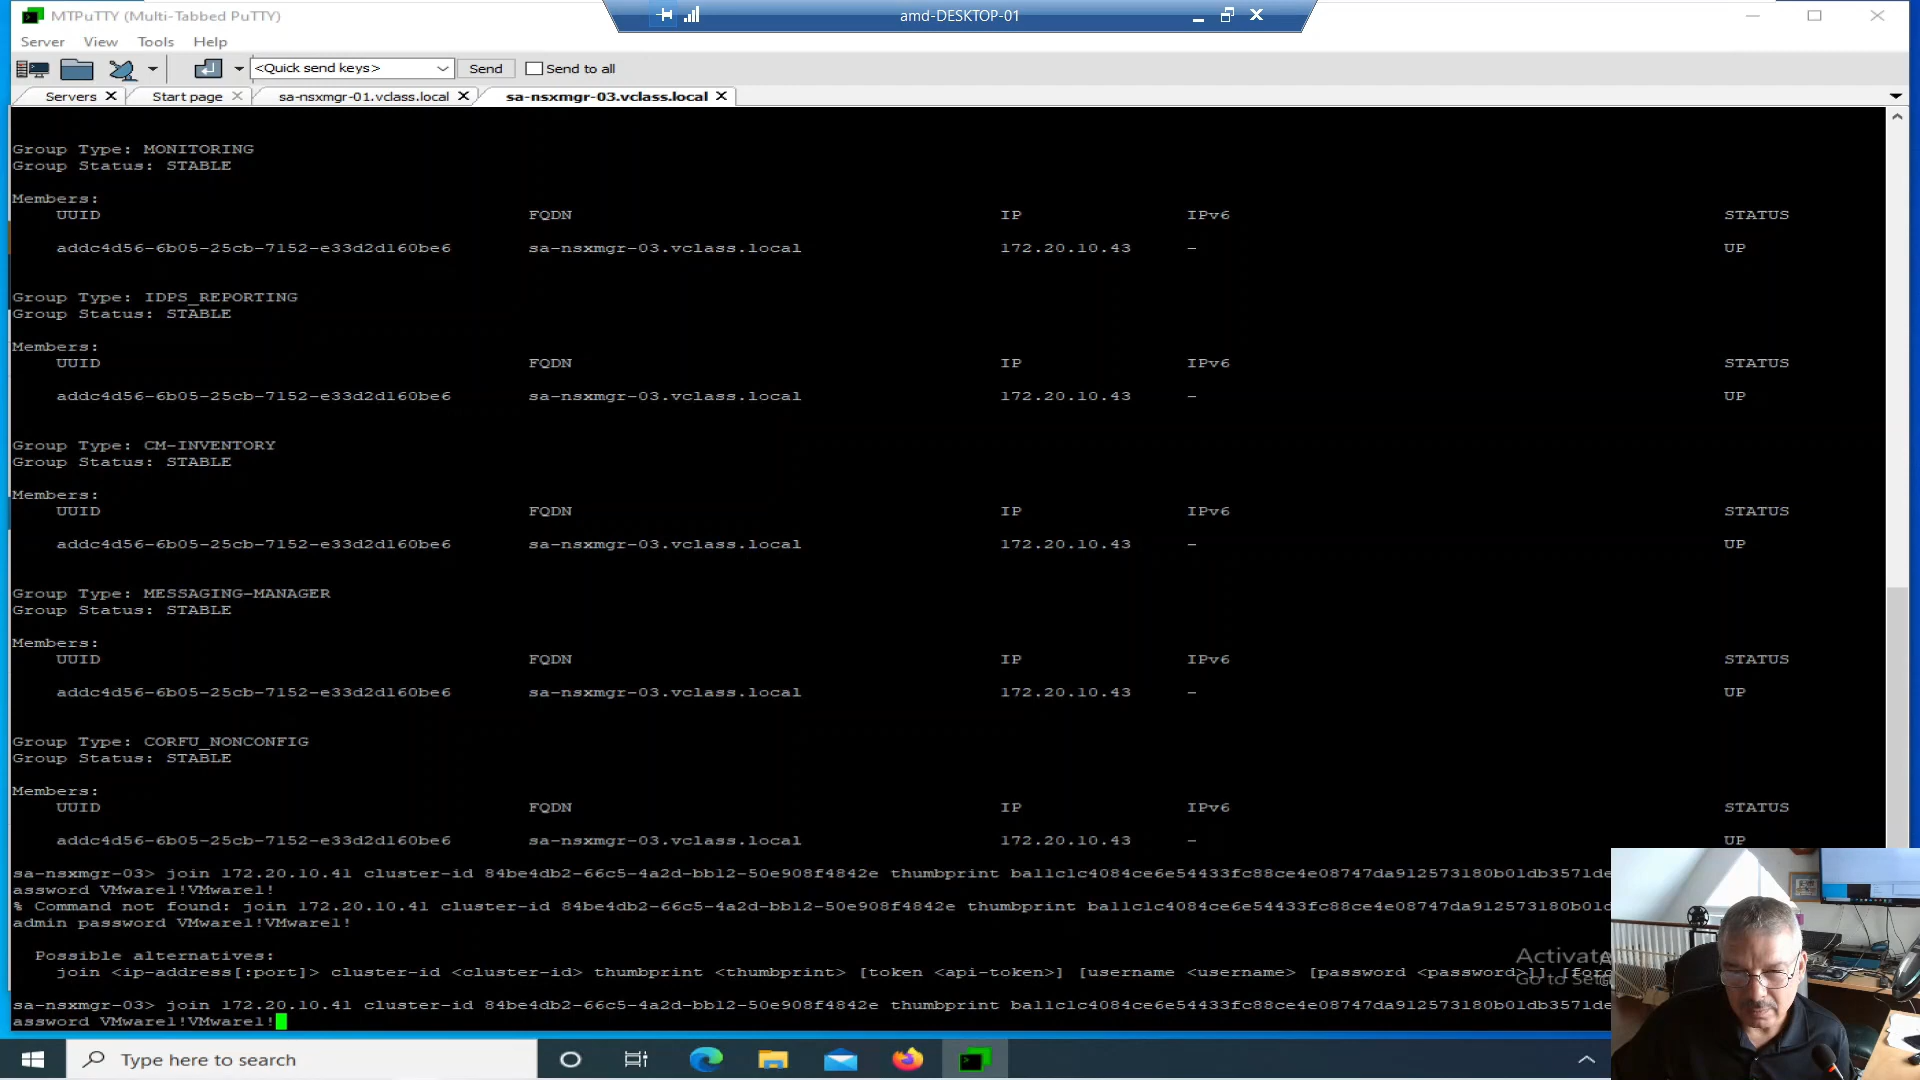 MTPuTTY (Multi-Tabbed PuTTY)
amd-DESKTOP-01
Server View Tools Help
<Quick send keys> Send Send to all
Servers Start page sa-nsxmgr-01.vclass.local sa-nsxmgr-03.vclass.local
Group Type: MONITORING
Group Status: STABLE
Members:
UUID FQDN IP IPv6 STATUS
addc4d56-6b05-25cb-7152-e33d2d160be6 sa-nsxmgr-03.vclass.local 172.20.10.43 - UP
Group Type: IDPS_REPORTING
Group Status: STABLE
Members:
UUID FQDN IP IPv6 STATUS
addc4d56-6b05-25cb-7152-e33d2d160be6 sa-nsxmgr-03.vclass.local 172.20.10.43 - UP
Group Type: CM-INVENTORY
Group Status: STABLE
Members:
UUID FQDN IP IPv6 STATUS
addc4d56-6b05-25cb-7152-e33d2d160be6 sa-nsxmgr-03.vclass.local 172.20.10.43 - UP
Group Type: MESSAGING-MANAGER
Group Status: STABLE
Members:
UUID FQDN IP IPv6 STATUS
addc4d56-6b05-25cb-7152-e33d2d160be6 sa-nsxmgr-03.vclass.local 172.20.10.43 - UP
Group Type: CORFU_NONCONFIG
Group Status: STABLE
Members:
UUID FQDN IP IPv6 STATUS
addc4d56-6b05-25cb-7152-e33d2d160be6 sa-nsxmgr-03.vclass.local 172.20.10.43 - UP
sa-nsxmgr-03> join 172.20.10.41 cluster-id 84be4db2-66c5-4a2d-bb12-50e908f4842e thumbprint ba11c1c4084ce6e54433fc88ce4e08747da912573180b01db3571de
assword VMware1!VMware1!
% Command not found: join 172.20.10.41 cluster-id 84be4db2-66c5-4a2d-bb12-50e908f4842e thumbprint ba11c1c4084ce6e54433fc88ce4e08747da912573180b01d
admin password VMware1!VMware1!
Possible alternatives:
join <ip-address[:port]> cluster-id <cluster-id> thumbprint <thumbprint> [token <api-token>] [username <username> [password <password>]] [forc
sa-nsxmgr-03> join 172.20.10.41 cluster-id 84be4db2-66c5-4a2d-bb12-50e908f4842e thumbprint ba11c1c4084ce6e54433fc88ce4e08747da912573180b01db3571de
assword VMware1!VMware1!
Activate
Go to Sett
Type here to search